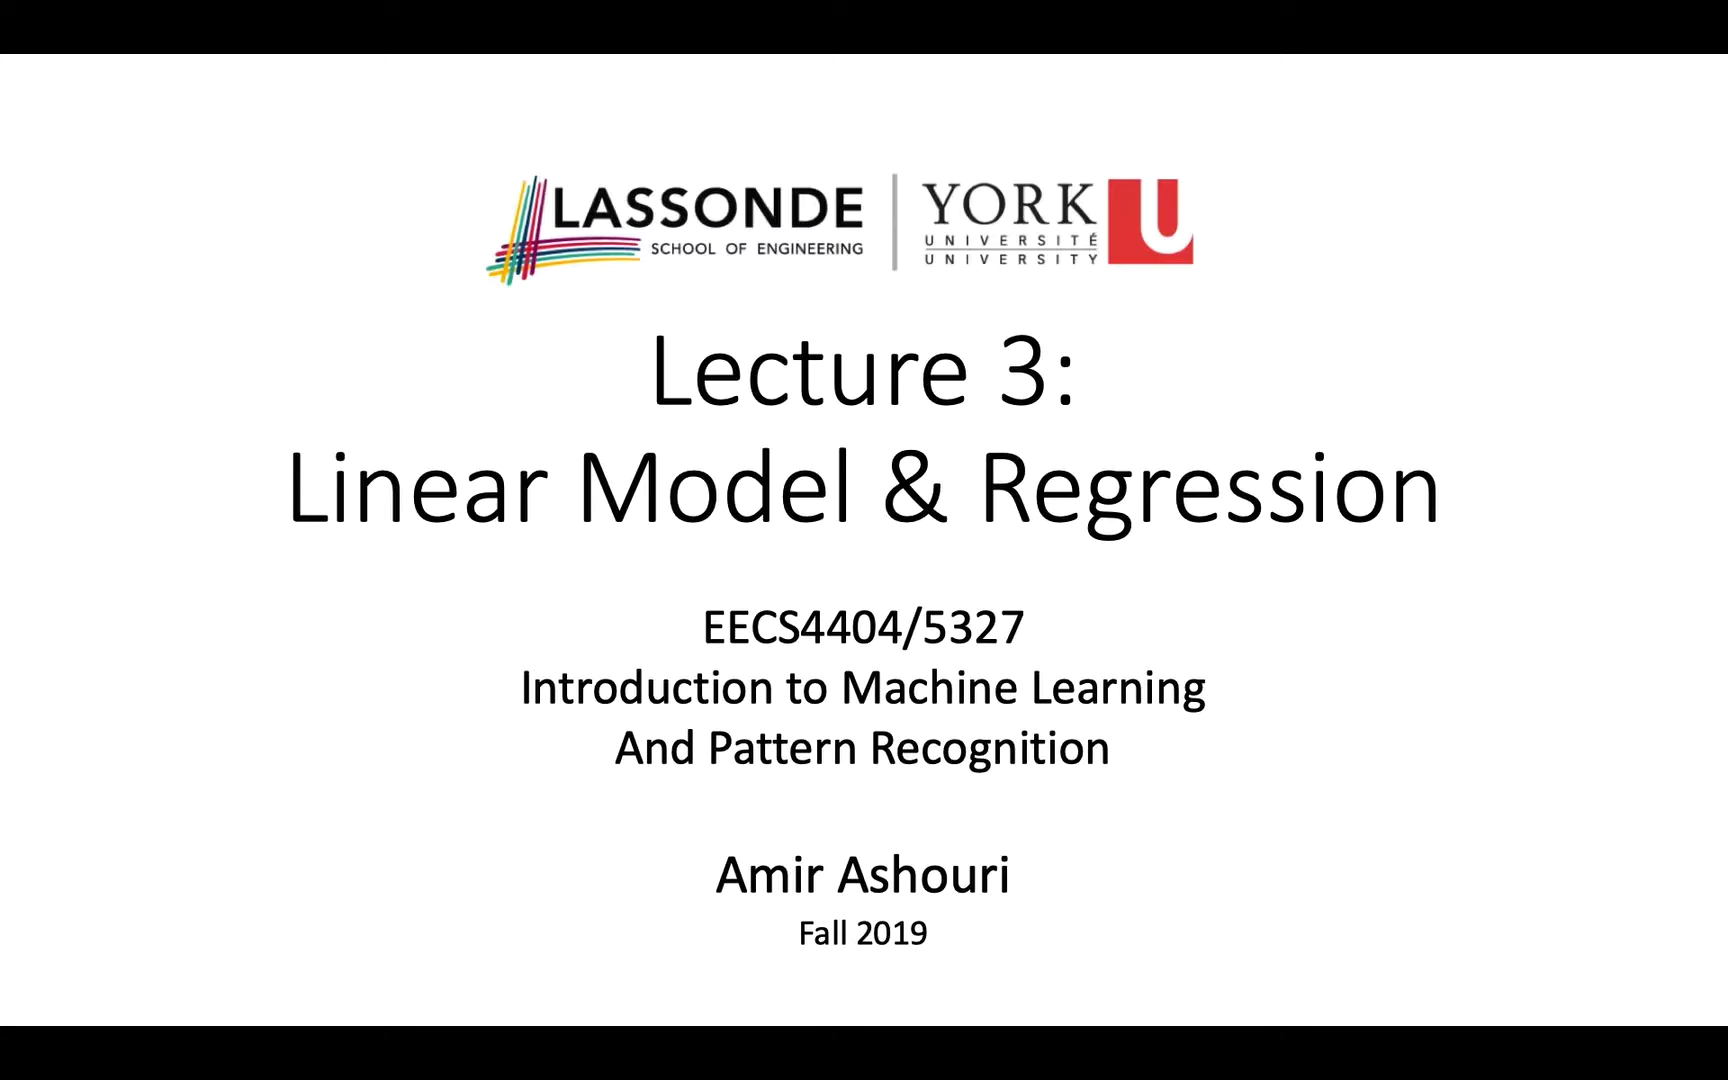 LASSONDE
SCHOOL OF ENGINEERING
YORK U
UNIVERSITÉ
UNIVERSITY
Lecture 3:
Linear Model & Regression
EECS4404/5327
Introduction to Machine Learning
And Pattern Recognition
Amir Ashouri
Fall 2019